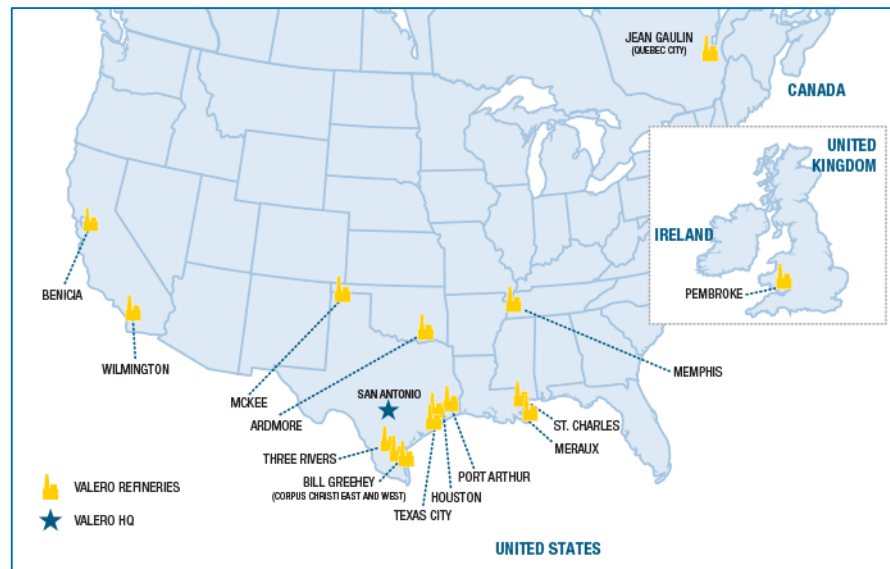 JEAN GAULIN
(QUEBEC CITY)
CANADA
UNITED
KINGDOM
IRELAND
PEMBROKE
BENICIA
WILMINGTON
MCKEE
ARDMORE
MEMPHIS
SAN ANTONIO
ST. CHARLES
MERAUX
THREE RIVERS
PORT ARTHUR
BILL GREEHEY
(CORPUS CHRISTI EAST AND WEST)
HOUSTON
TEXAS CITY
VALERO REFINERIES
VALERO HQ
UNITED STATES